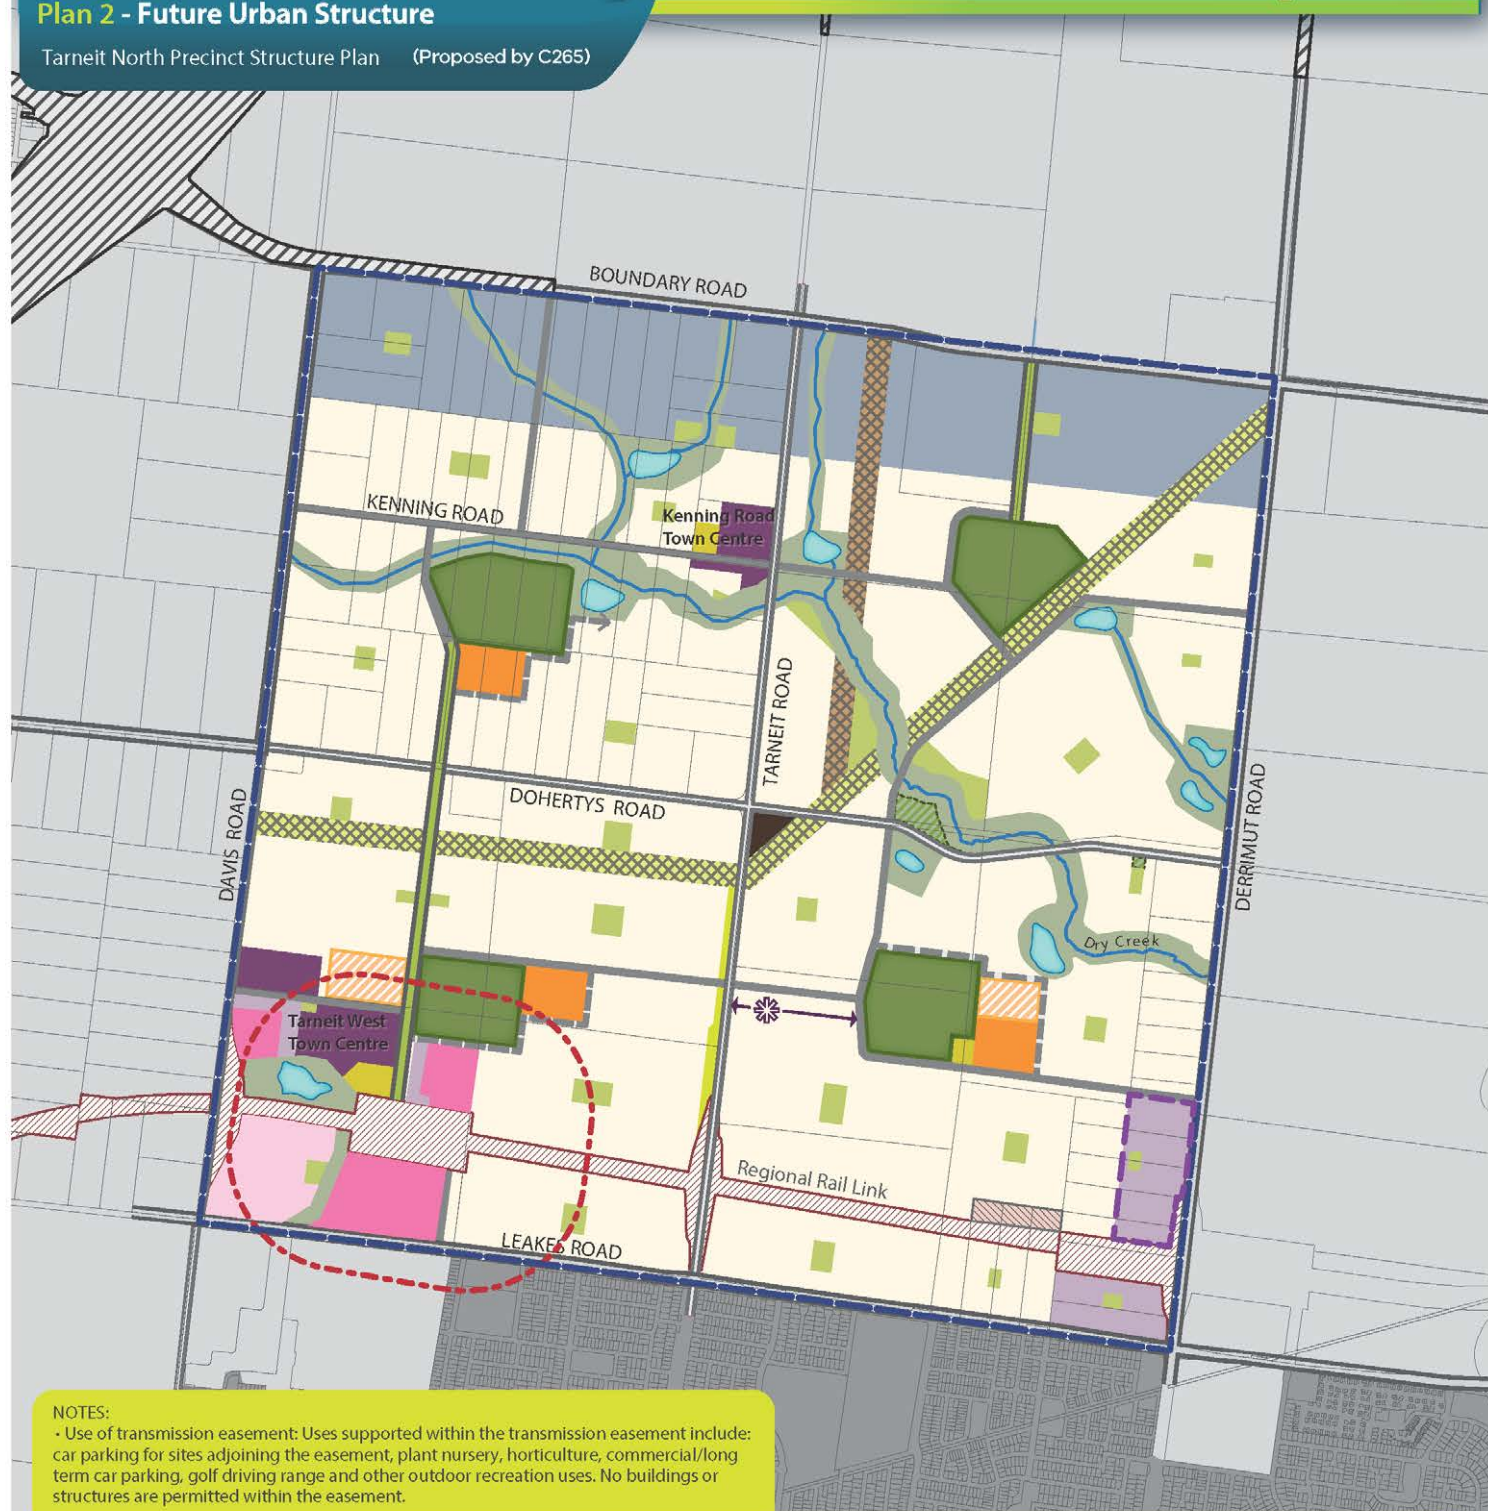 Plan 2 - Future Urban Structure
Tarneit North Precinct Structure Plan (Proposed by C265)
BOUNDARY ROAD
KENNING ROAD
Kenning Road
Town Centre
TARNEIT ROAD
DOHERTYS ROAD
DAVIS ROAD
DERRIMUT ROAD
Dry Creek
Tarneit West
Town Centre
Regional Rail Link
LEAKES ROAD
NOTES:
• Use of transmission easement: Uses supported within the transmission easement include:
car parking for sites adjoining the easement, plant nursery, horticulture, commercial/long
term car parking, golf driving range and other outdoor recreation uses. No buildings or
structures are permitted within the easement.